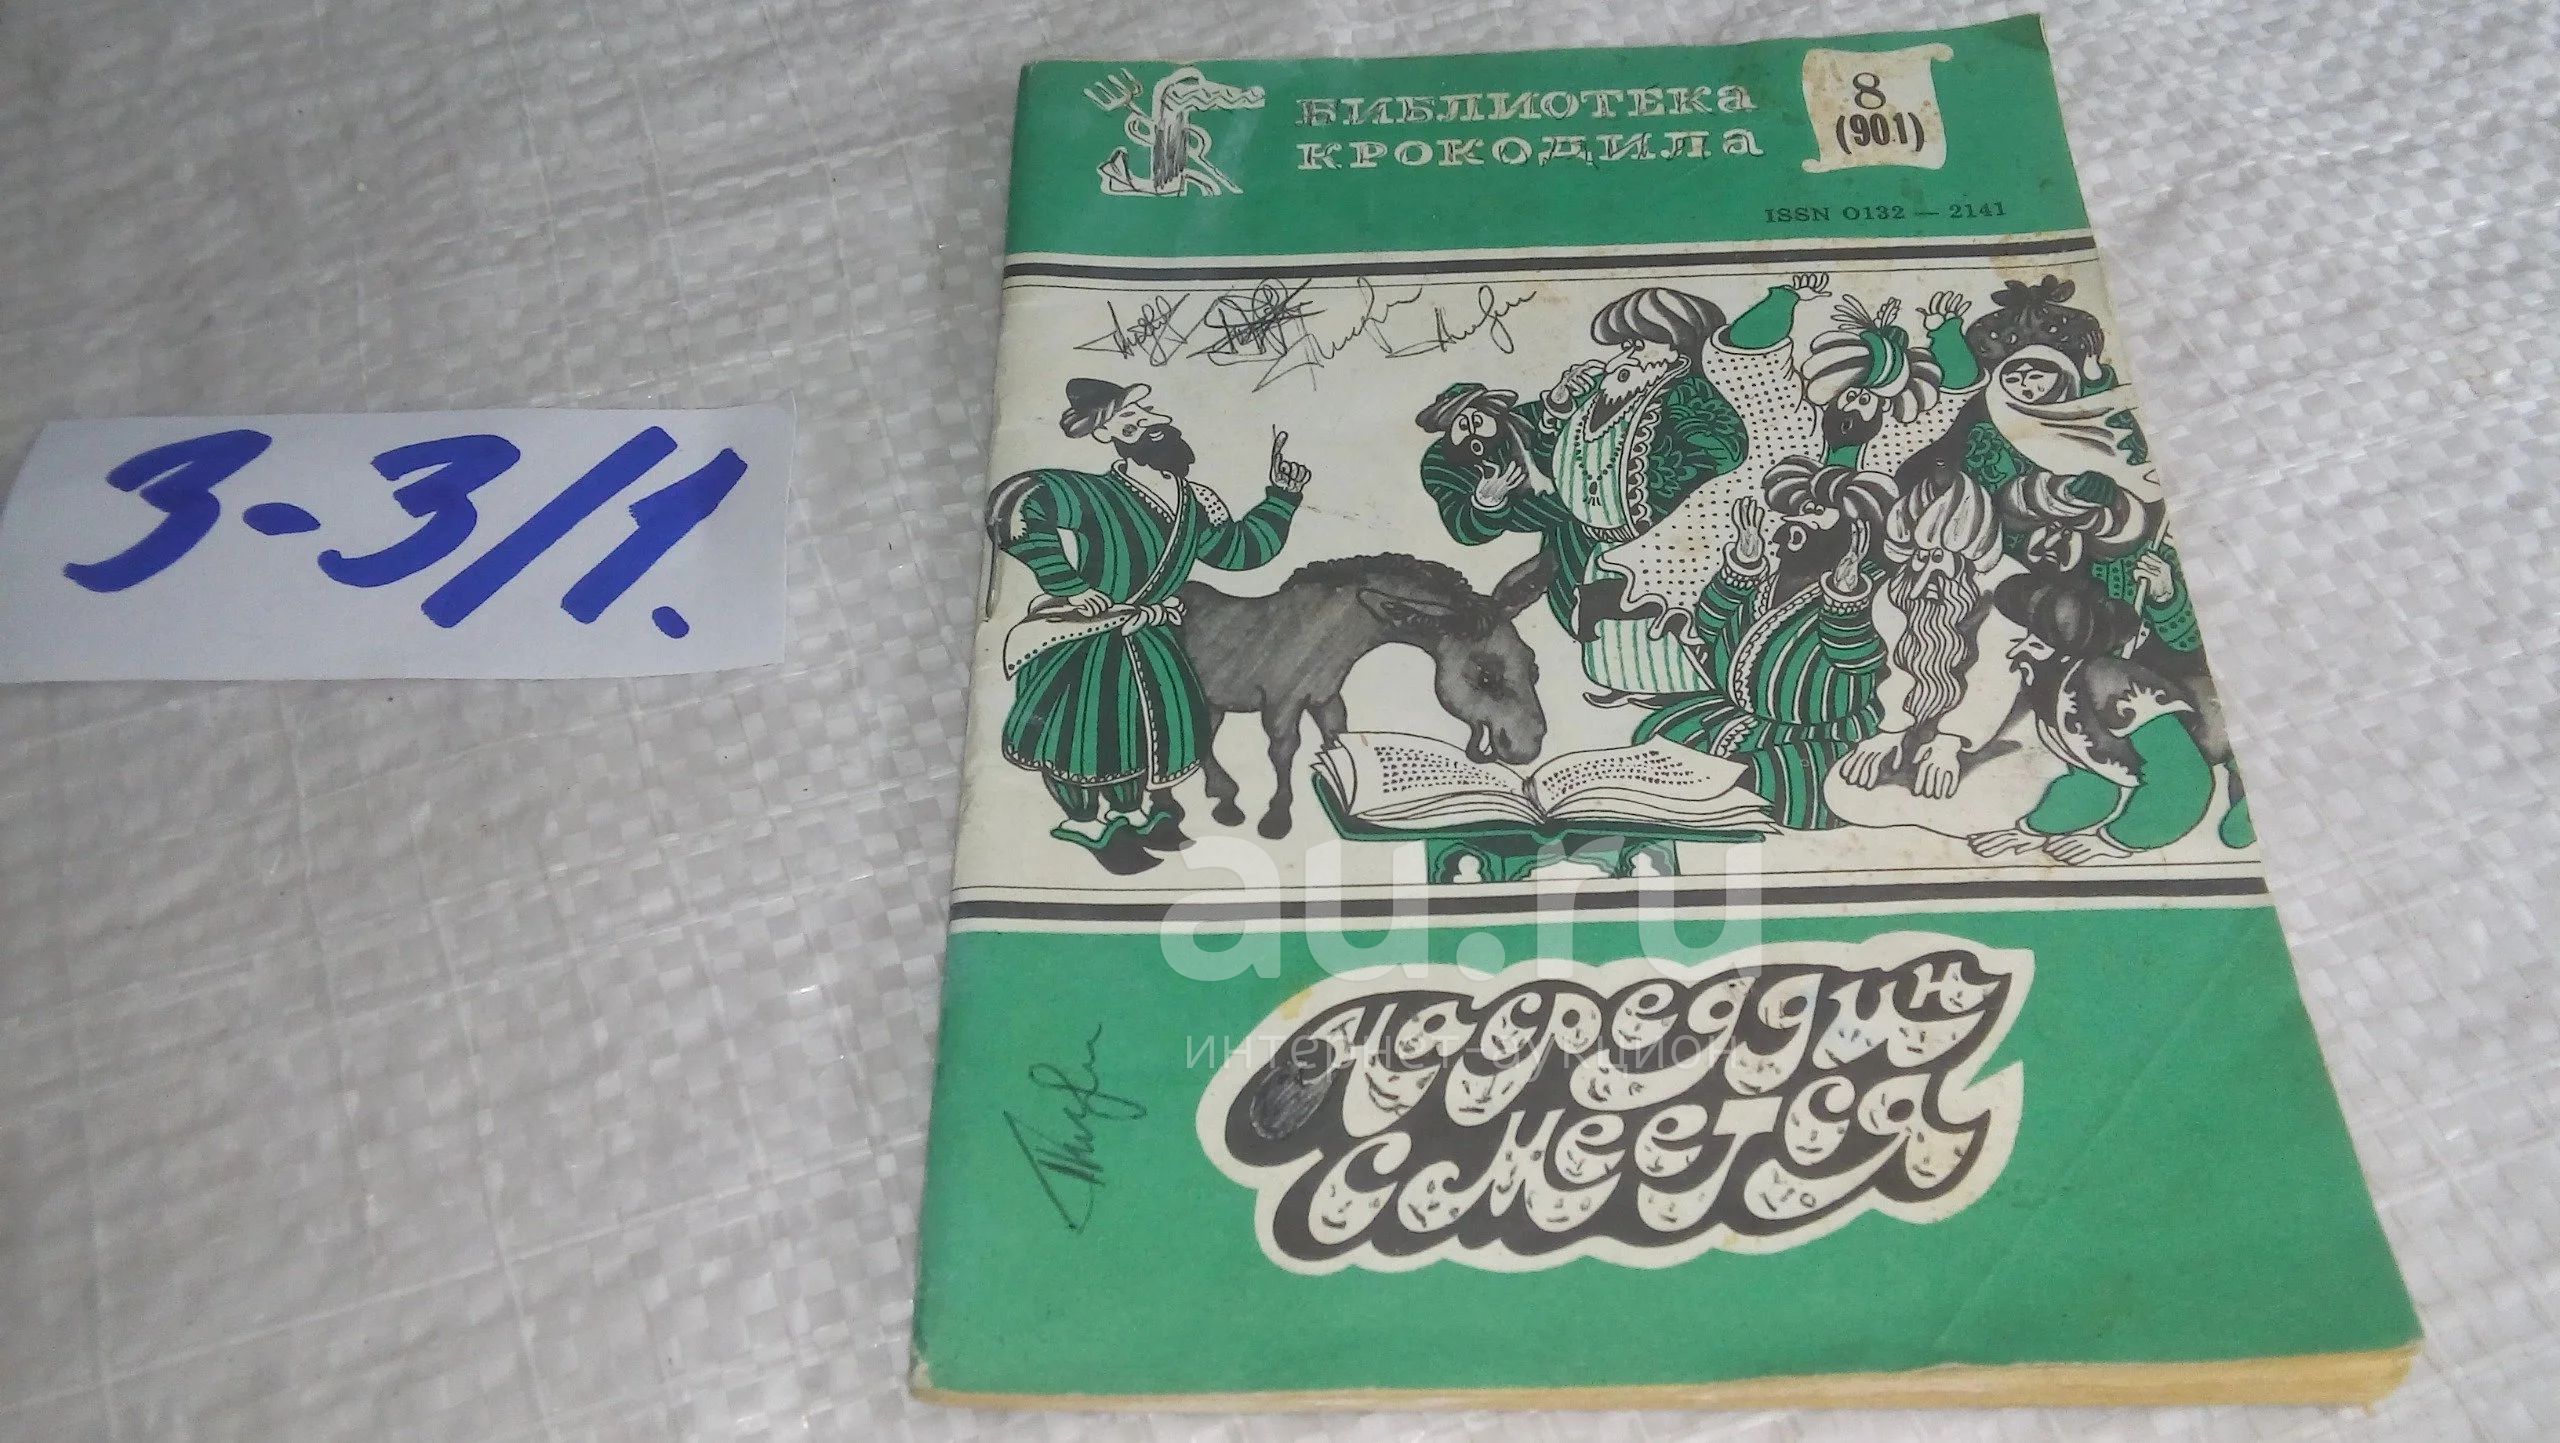 3-3/1.
БИБЛИОТЕКА
КРОКОДИЛА
8
(901)
ISSN 0132 — 2141
au.ru
интернет-аукцион
Насреддин
смеется